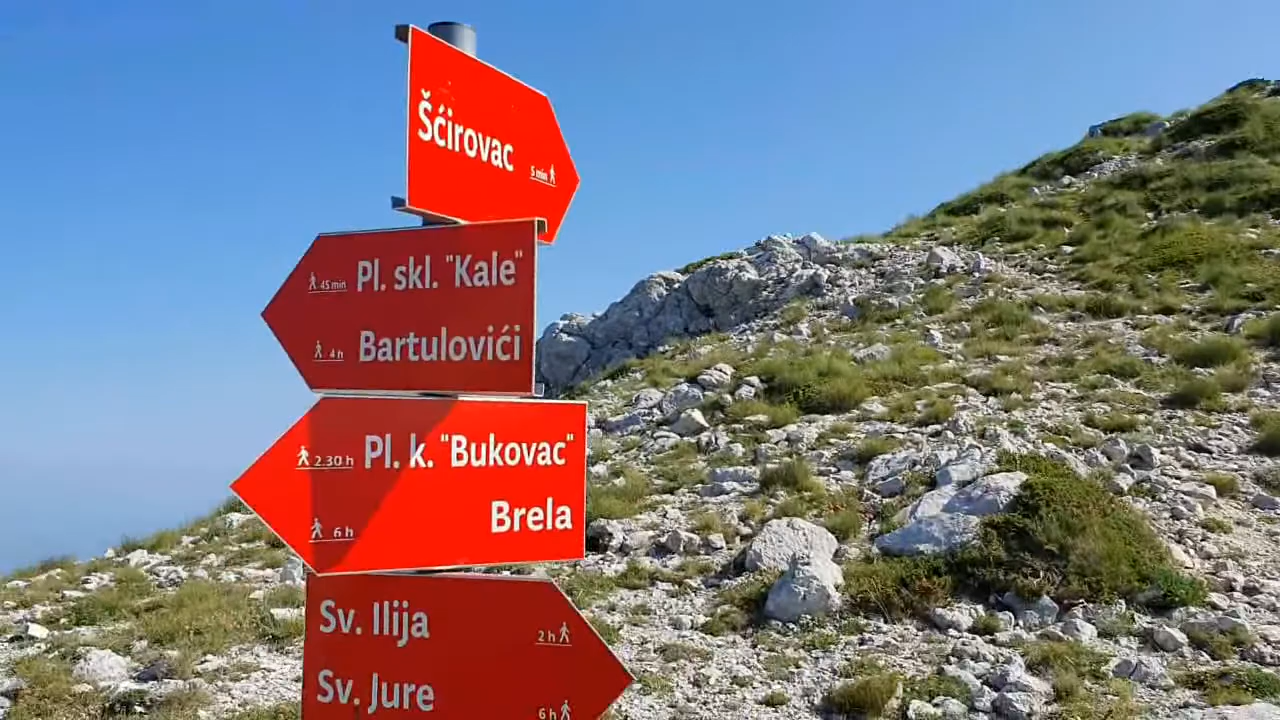 Šćirovac
5 min
45 min Pl. skl. "Kale"
4 h Bartulovići
2.30 h Pl. k. "Bukovac"
Brela
6 h
Sv. Ilija
2 h
Sv. Jure
6 h